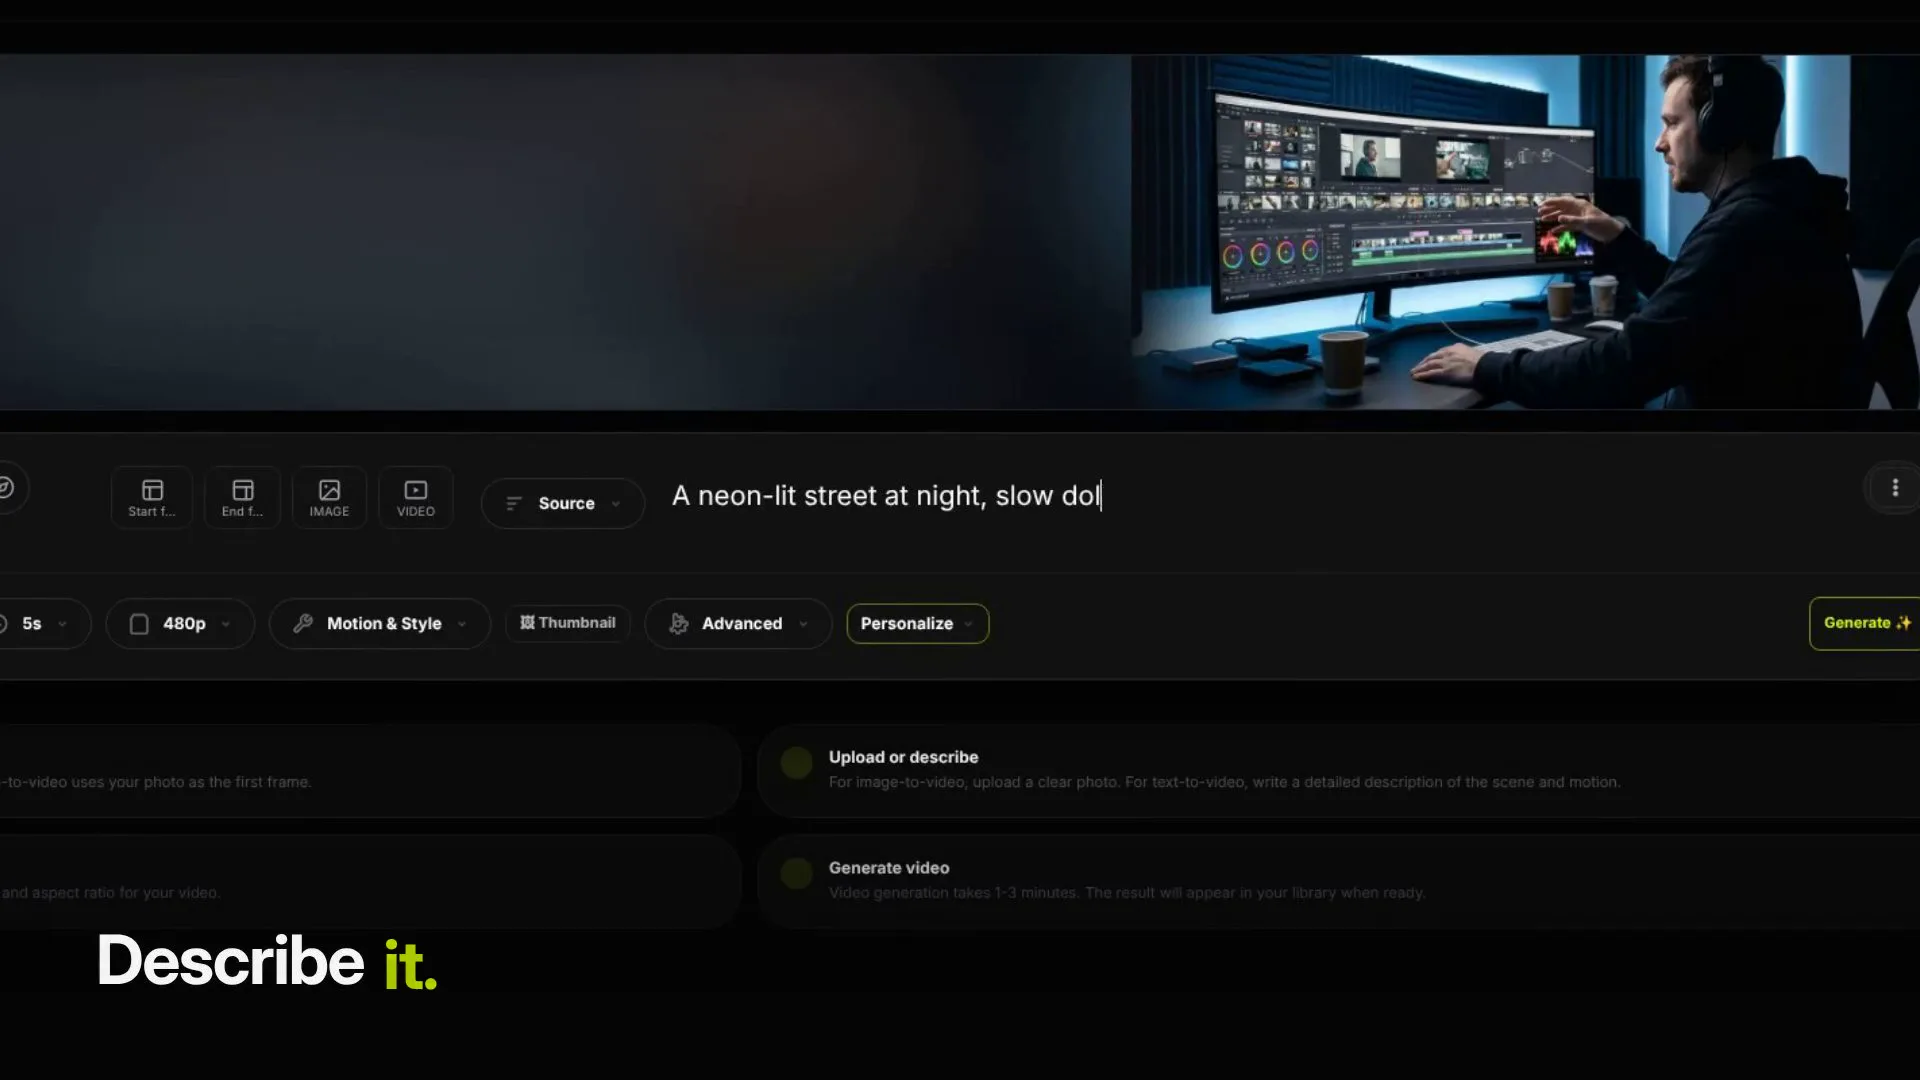 A neon-lit street at night, slow dol
Start f...
End f...
IMAGE
VIDEO
Source
5s
480p
Motion & Style
Thumbnail
Advanced
Personalize
Generate ✨
-to-video uses your photo as the first frame.
Upload or describe
For image-to-video, upload a clear photo. For text-to-video, write a detailed description of the scene and motion.
and aspect ratio for your video.
Generate video
Video generation takes 1-3 minutes. The result will appear in your library when ready.
Describe it.